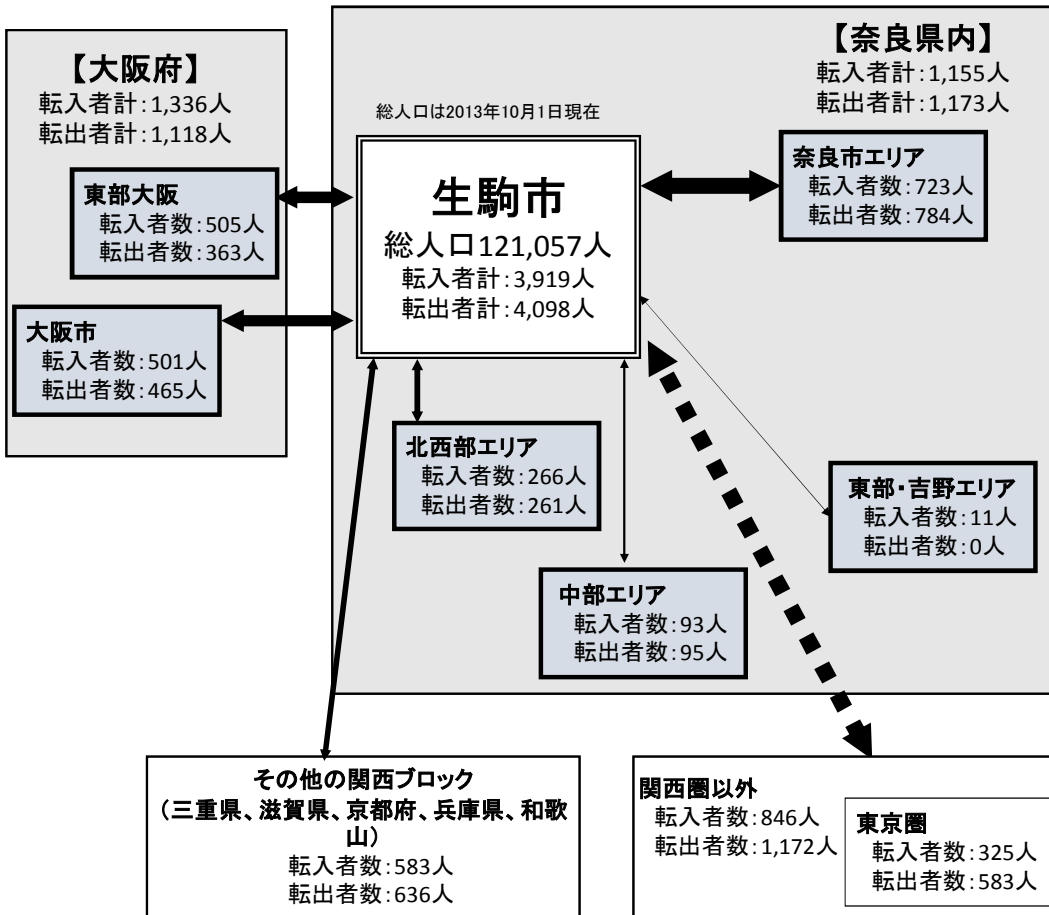 【大阪府】
転入者計:1,336人
転出者計:1,118人
東部大阪
転入者数:505人
転出者数:363人
大阪市
転入者数:501人
転出者数:465人
【奈良県内】
転入者計:1,155人
転出者計:1,173人
総人口は2013年10月1日現在
生駒市
総人口121,057人
転入者計:3,919人
転出者計:4,098人
奈良市エリア
転入者数:723人
転出者数:784人
北西部エリア
転入者数:266人
転出者数:261人
東部・吉野エリア
転入者数:11人
転出者数:0人
中部エリア
転入者数:93人
転出者数:95人
その他の関西ブロック
(三重県、滋賀県、京都府、兵庫県、和歌
山)
転入者数:583人
転出者数:636人
関西圏以外
転入者数:846人
転出者数:1,172人
東京圏
転入者数:325人
転出者数:583人